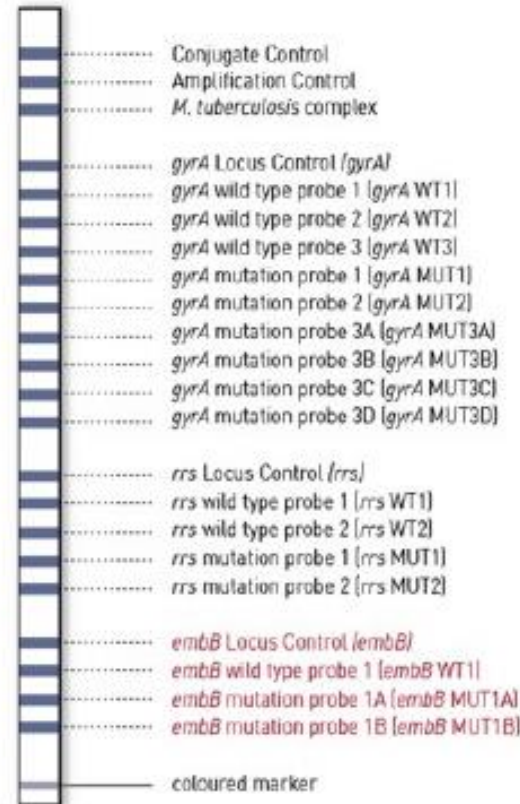 Conjugate Control
Amplification Control
M. tuberculosis complex
gyrA Locus Control (gyrA)
gyrA wild type probe 1 (gyrA WT1)
gyrA wild type probe 2 (gyrA WT2)
gyrA wild type probe 3 (gyrA WT3)
gyrA mutation probe 1 (gyrA MUT1)
gyrA mutation probe 2 (gyrA MUT2)
gyrA mutation probe 3A (gyrA MUT3A)
gyrA mutation probe 3B (gyrA MUT3B)
gyrA mutation probe 3C (gyrA MUT3C)
gyrA mutation probe 3D (gyrA MUT3D)
rrs Locus Control (rrs)
rrs wild type probe 1 (rrs WT1)
rrs wild type probe 2 (rrs WT2)
rrs mutation probe 1 (rrs MUT1)
rrs mutation probe 2 (rrs MUT2)
embB Locus Control (embB)
embB wild type probe 1 (embB WT1)
embB mutation probe 1A (embB MUT1A)
embB mutation probe 1B (embB MUT1B)
coloured marker